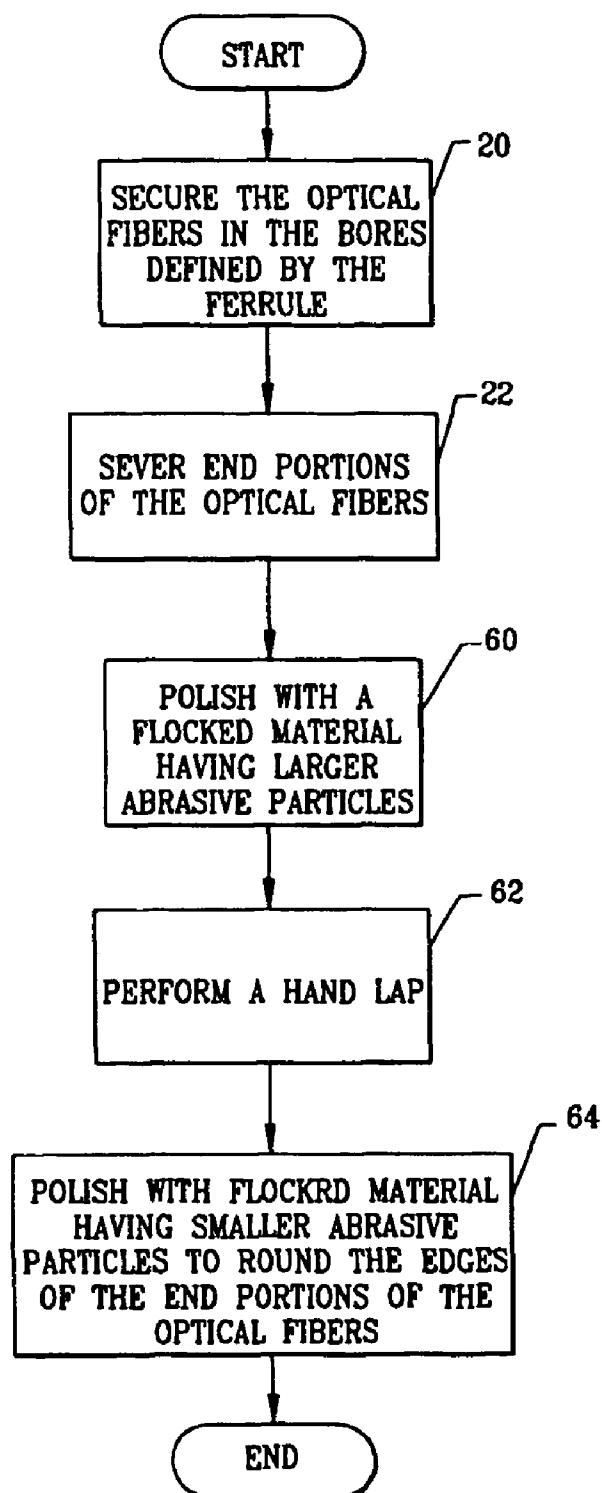 START
20
SECURE THE OPTICAL
FIBERS IN THE BORES
DEFINED BY THE
FERRULE
22
SEVER END PORTIONS
OF THE OPTICAL FIBERS
60
POLISH WITH A
FLOCKED MATERIAL
HAVING LARGER
ABRASIVE PARTICLES
62
PERFORM A HAND LAP
64
POLISH WITH FLOCKRD MATERIAL
HAVING SMALLER ABRASIVE
PARTICLES TO ROUND THE EDGES
OF THE END PORTIONS OF THE
OPTICAL FIBERS
END